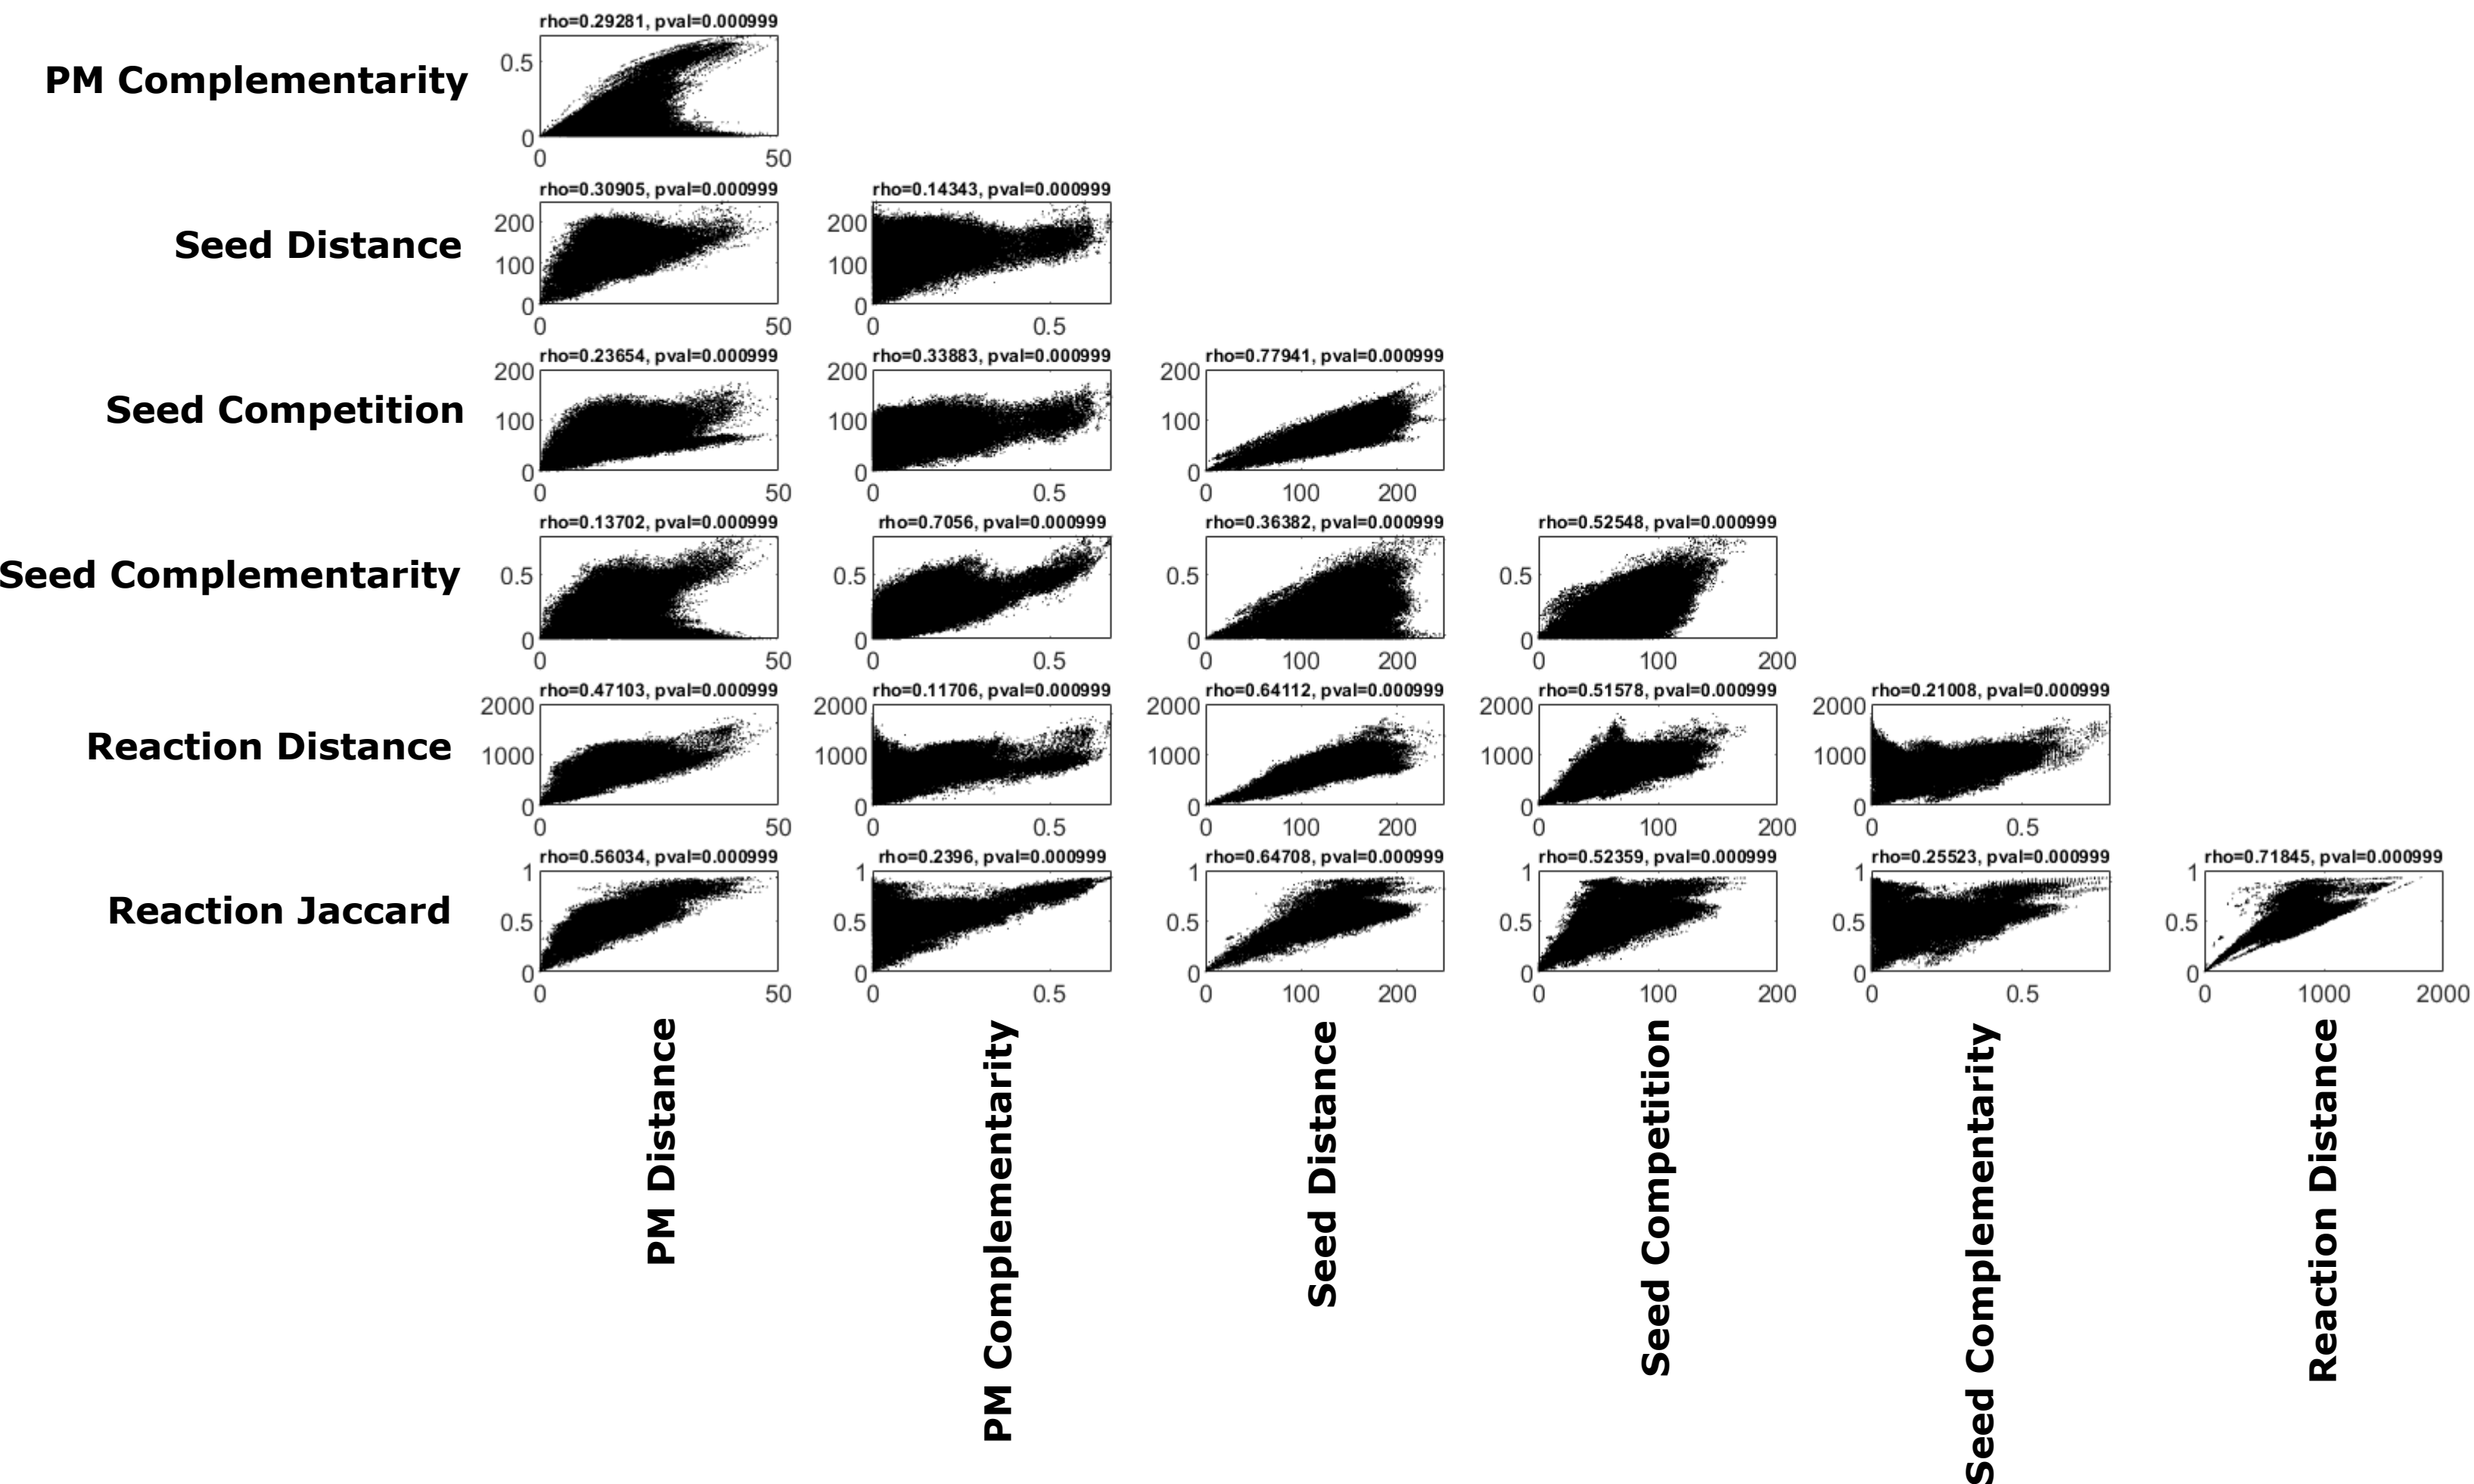 rho=0.29281, pval=0.000999
PM Complementarity
0.5
0
0 50
rho=0.30905, pval=0.000999 rho=0.14343, pval=0.000999
Seed Distance
200 200
100 100
0 0
0 50 0 0.5
rho=0.23654, pval=0.000999 rho=0.33883, pval=0.000999 rho=0.77941, pval=0.000999
200 200 200
Seed Competition
100 100 100
0 0 0
0 50 0 0.5 0 100 200
rho=0.13702, pval=0.000999 rho=0.7056, pval=0.000999 rho=0.36382, pval=0.000999 rho=0.52548, pval=0.000999
Seed Complementarity
0.5 0.5 0.5 0.5
0 0 0 0
0 50 0 0.5 0 100 200 0 100 200
rho=0.47103, pval=0.000999 rho=0.11706, pval=0.000999 rho=0.64112, pval=0.000999 rho=0.51578, pval=0.000999 rho=0.21008, pval=0.000999
2000 2000 2000 2000 2000
Reaction Distance
1000 1000 1000 1000 1000
0 0 0 0 0
0 50 0 0.5 0 100 200 0 100 200 0 0.5
rho=0.56034, pval=0.000999 rho=0.2396, pval=0.000999 rho=0.64708, pval=0.000999 rho=0.52359, pval=0.000999 rho=0.25523, pval=0.000999 rho=0.71845, pval=0.000999
1 1 1 1 1 1
Reaction Jaccard
0.5 0.5 0.5 0.5 0.5 0.5
0 0 0 0 0 0
0 50 0 0.5 0 100 200 0 100 200 0 0.5 0 1000 2000
PM Distance
PM Complementarity
Seed Distance
Seed Competition
Seed Complementarity
Reaction Distance